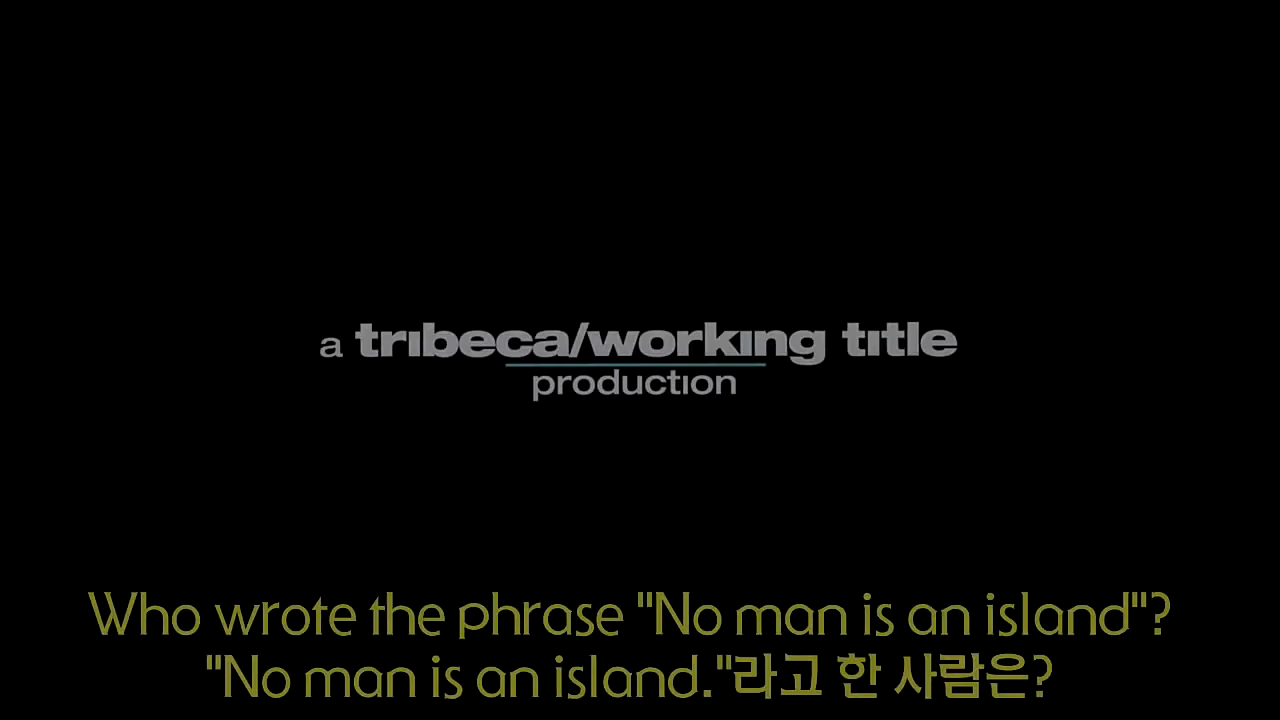 a tribeca/working title
production
Who wrote the phrase "No man is an island"?
"No man is an island."라고 한 사람은?